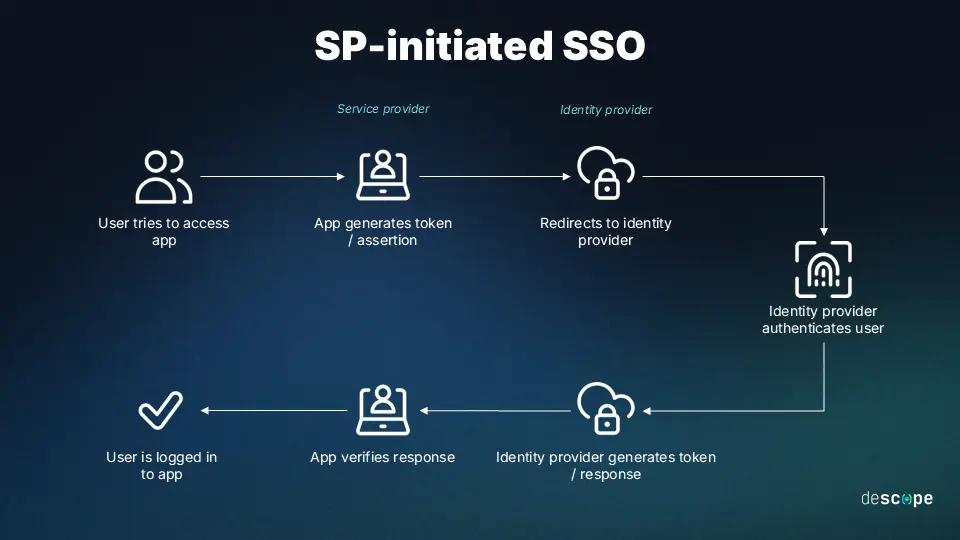 SP-initiated SSO
Service provider
Identity provider
User tries to access
app
App generates token
/ assertion
Redirects to identity
provider
Identity provider
authenticates user
User is logged in
to app
App verifies response
Identity provider generates token
/ response
descope